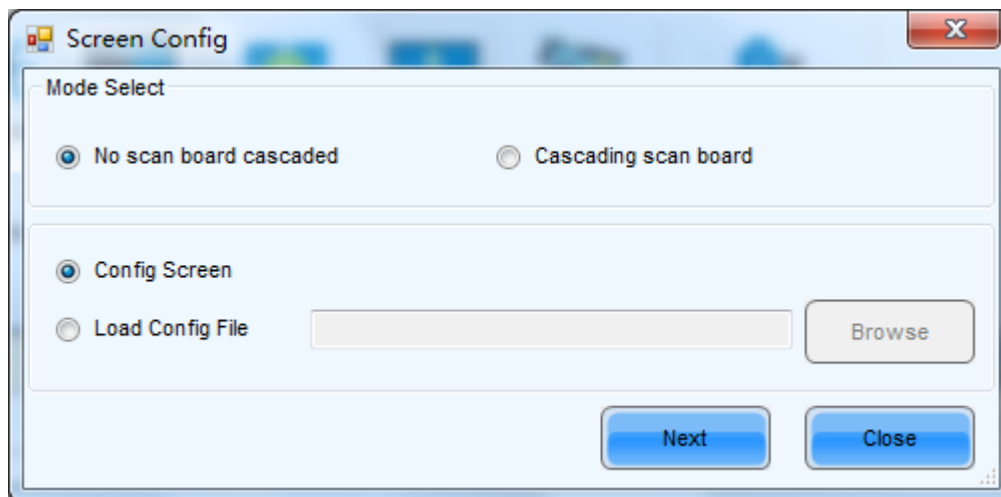 Screen Config
Mode Select
No scan board cascaded Cascading scan board
Config Screen
Load Config File Browse
Next Close